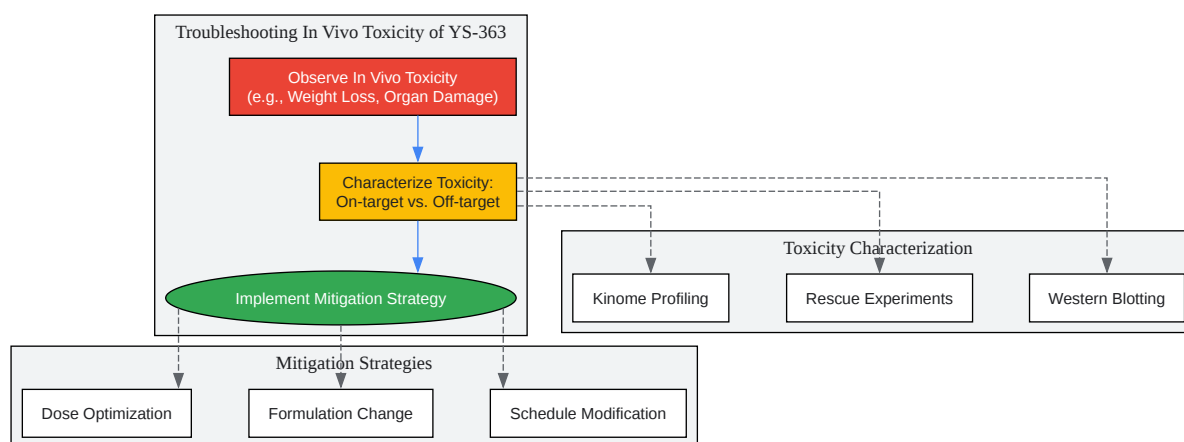 Troubleshooting In Vivo Toxicity of YS-363
Observe In Vivo Toxicity
(e.g., Weight Loss, Organ Damage)
Characterize Toxicity:
On-target vs. Off-target
Implement Mitigation Strategy
Toxicity Characterization
Kinome Profiling
Rescue Experiments
Western Blotting
Mitigation Strategies
Dose Optimization
Formulation Change
Schedule Modification